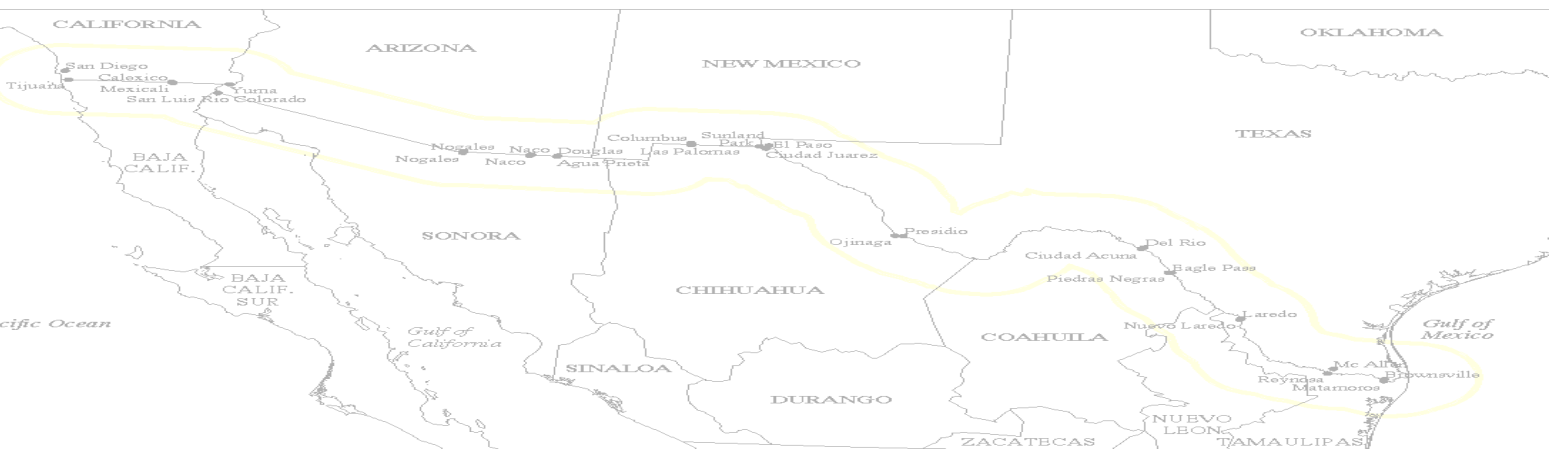 CALIFORNIA
ARIZONA
NEW MEXICO
OKLAHOMA
San Diego
Tijuana
Calexico
Mexicali
Yuma
San Luis Rio Colorado
TEXAS
BAJA
CALIF.
Nogales
Nogales
Naco
Naco
Douglas
Agua Prieta
Columbus
Las Palomas
Sunland
Park
El Paso
Ciudad Juarez
SONORA
Ojinaga
Presidio
Ciudad Acuna
Del Rio
Piedras Negras
Eagle Pass
BAJA
CALIF.
SUR
CHIHUAHUA
cific Ocean
Gulf of
California
COAHUILA
Nuevo Laredo
Laredo
Gulf of
Mexico
SINALOA
DURANGO
Mc Allen
Reynosa
Brownsville
Matamoros
NUEVO
LEON
ZACATECAS
TAMAULIPAS